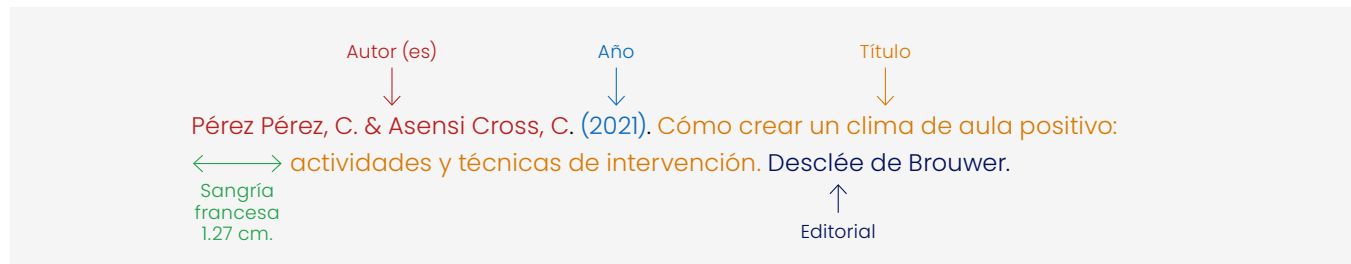 Autor (es) Año Título
Pérez Pérez, C. & Asensi Cross, C. (2021). Cómo crear un clima de aula positivo:
actividades y técnicas de intervención. Desclée de Brouwer.
Sangría
francesa
1.27 cm.
Editorial